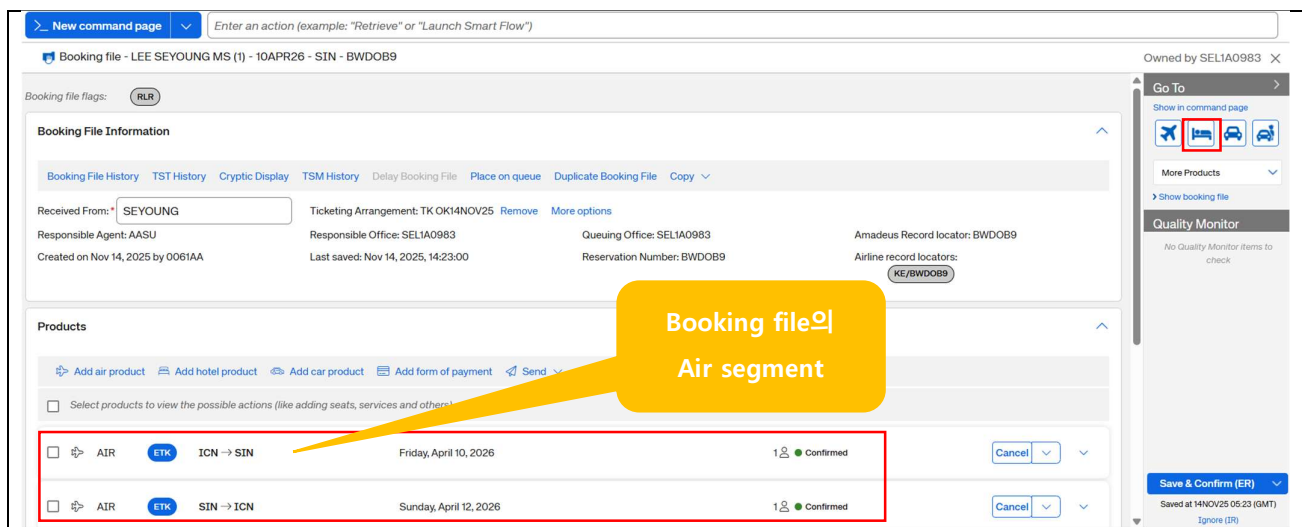 >_ New command page
Enter an action (example: "Retrieve" or "Launch Smart Flow")
Booking file - LEE SEYOUNG MS (1) - 10APR26 - SIN - BWDOB9
Owned by SEL1A0983
Booking file flags: RLR
Go To
Show in command page
Booking File Information
More Products
Booking File History TST History Cryptic Display TSM History Delay Booking File Place on queue Duplicate Booking File Copy
Show booking file
Received From:* SEYOUNG Ticketing Arrangement: TK OK14NOV25 Remove More options
Quality Monitor
Responsible Agent: AASU Responsible Office: SEL1A0983 Queuing Office: SEL1A0983 Amadeus Record locator: BWDOB9
No Quality Monitor items to
check
Created on Nov 14, 2025 by 0061AA Last saved: Nov 14, 2025, 14:23:00 Reservation Number: BWDOB9 Airline record locators:
KE/BWDOB9
Booking file의
Air segment
Products
Add air product Add hotel product Add car product Add form of payment Send
Select products to view the possible actions (like adding seats, services and others)
AIR ETK ICN → SIN Friday, April 10, 2026 1 Confirmed Cancel
AIR ETK SIN → ICN Sunday, April 12, 2026 1 Confirmed Cancel
Save & Confirm (ER)
Saved at 14NOV25 05:23 (GMT)
Ignore (IR)